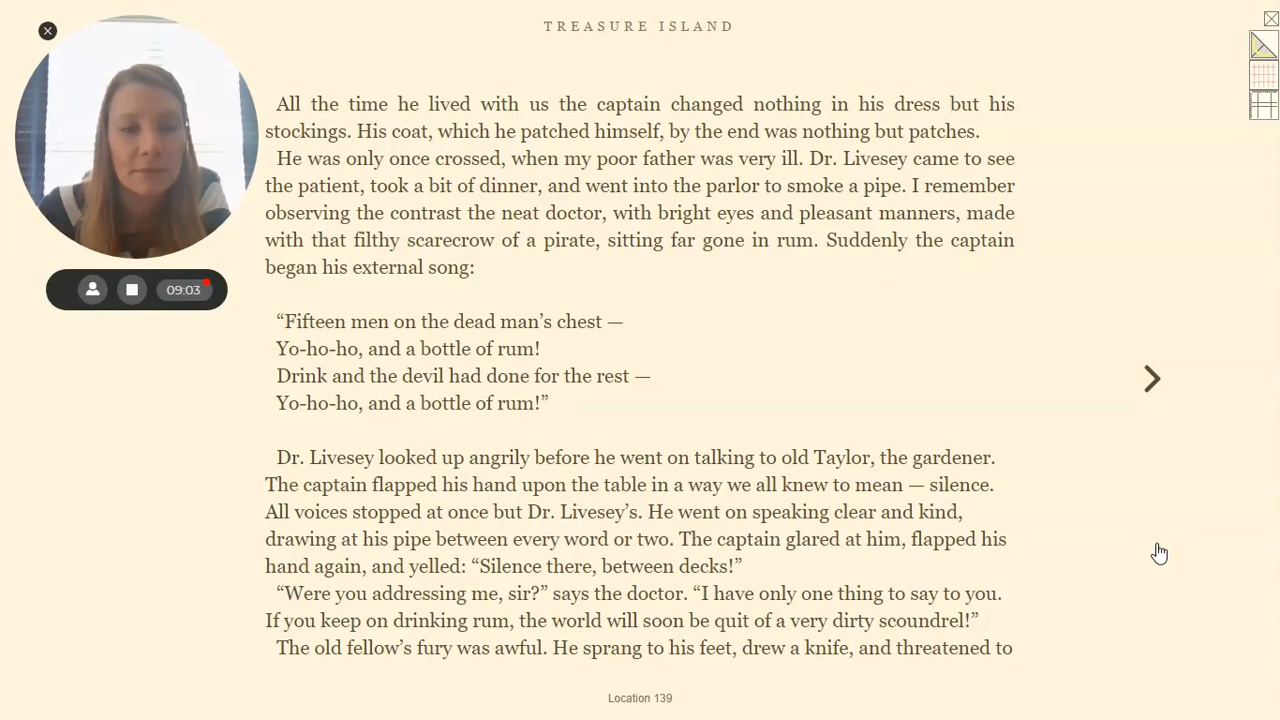 TREASURE ISLAND
All the time he lived with us the captain changed nothing in his dress but his
stockings. His coat, which he patched himself, by the end was nothing but patches.
He was only once crossed, when my poor father was very ill. Dr. Livesey came to see
the patient, took a bit of dinner, and went into the parlor to smoke a pipe. I remember
observing the contrast the neat doctor, with bright eyes and pleasant manners, made
with that filthy scarecrow of a pirate, sitting far gone in rum. Suddenly the captain
began his external song:
“Fifteen men on the dead man’s chest —
Yo-ho-ho, and a bottle of rum!
Drink and the devil had done for the rest —
Yo-ho-ho, and a bottle of rum!”
Dr. Livesey looked up angrily before he went on talking to old Taylor, the gardener.
The captain flapped his hand upon the table in a way we all knew to mean — silence.
All voices stopped at once but Dr. Livesey’s. He went on speaking clear and kind,
drawing at his pipe between every word or two. The captain glared at him, flapped his
hand again, and yelled: “Silence there, between decks!”
“Were you addressing me, sir?” says the doctor. “I have only one thing to say to you.
If you keep on drinking rum, the world will soon be quit of a very dirty scoundrel!”
The old fellow’s fury was awful. He sprang to his feet, drew a knife, and threatened to
Location 139
09:03